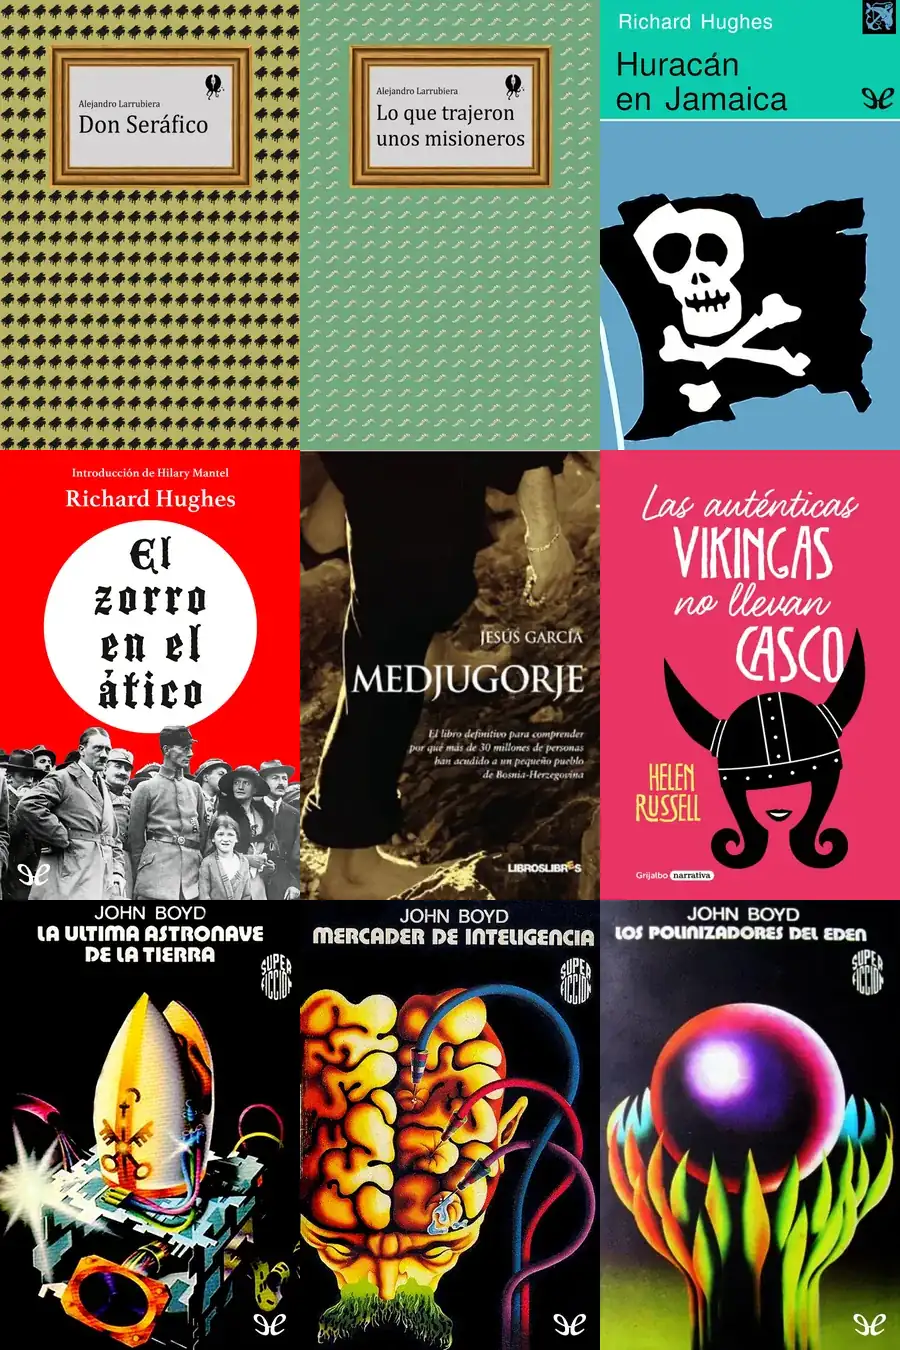 Alejandro Larrubiera
Don Seráfico
Alejandro Larrubiera
Lo que trajeron
unos misioneros
Richard Hughes
Huracán
en Jamaica
Introducción de Hilary Mantel
Richard Hughes
El
zorro
en el
ático
JESÚS GARCÍA
MEDJUGORJE
El libro definitivo para comprender
por qué más de 30 millones de personas
han acudido a un pequeño pueblo
de Bosnia-Herzegovina
LIBROSLIBRES
Las auténticas
VIKINGAS
no llevan
CASCO
HELEN
RUSSELL
Grijalbo narrativa
JOHN BOYD
LA ULTIMA ASTRONAVE
DE LA TIERRA
SUPER
FICCION
JOHN BOYD
MERCADER DE INTELIGENCIA
SUPER
FICCION
JOHN BOYD
LOS POLINIZADORES DEL EDEN
SUPER
FICCION